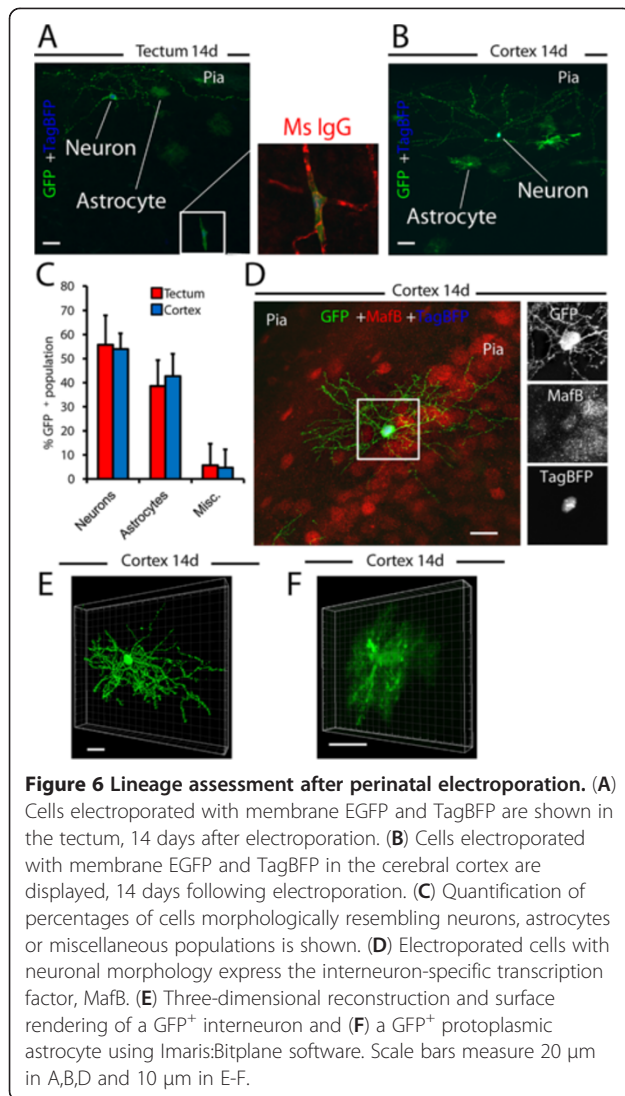 A
Tectum 14d
Pia
GFP +TagBFP
Neuron
Astrocyte
Ms IgG
B
Cortex 14d
Pia
GFP +TagBFP
Astrocyte
Neuron
C
% GFP + population
80
70
60
50
40
30
20
10
0
Tectum
Cortex
Neurons
Astrocytes
Misc.
D
Cortex 14d
Pia
GFP +MafB +TagBFP
Pia
GFP
MafB
TagBFP
Cortex 14d
E
Cortex 14d
F
Figure 6 Lineage assessment after perinatal electroporation. (A)
Cells electroporated with membrane EGFP and TagBFP are shown in
the tectum, 14 days after electroporation. (B) Cells electroporated
with membrane EGFP and TagBFP in the cerebral cortex are
displayed, 14 days following electroporation. (C) Quantification of
percentages of cells morphologically resembling neurons, astrocytes
or miscellaneous populations is shown. (D) Electroporated cells with
neuronal morphology express the interneuron-specific transcription
factor, MafB. (E) Three-dimensional reconstruction and surface
rendering of a GFP+ interneuron and (F) a GFP+ protoplasmic
astrocyte using Imaris:Bitplane software. Scale bars measure 20 μm
in A,B,D and 10 μm in E-F.